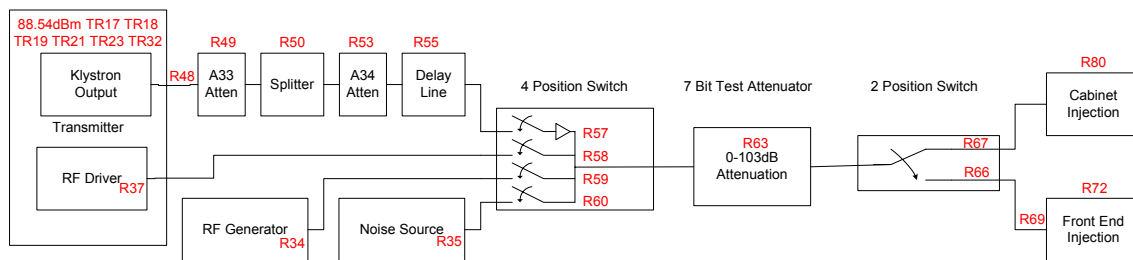 88.54dBm TR17 TR18
TR19 TR21 TR23 TR32
Klystron
Output
Transmitter
RF Driver
R37
R48
R49
A33
Atten
R50
Splitter
R53
A34
Atten
R55
Delay
Line
RF Generator
R34
Noise Source
R35
4 Position Switch
R57
R58
R59
R60
7 Bit Test Attenuator
R63
0-103dB
Attenuation
2 Position Switch
R67
R66
R80
Cabinet
Injection
R69
R72
Front End
Injection